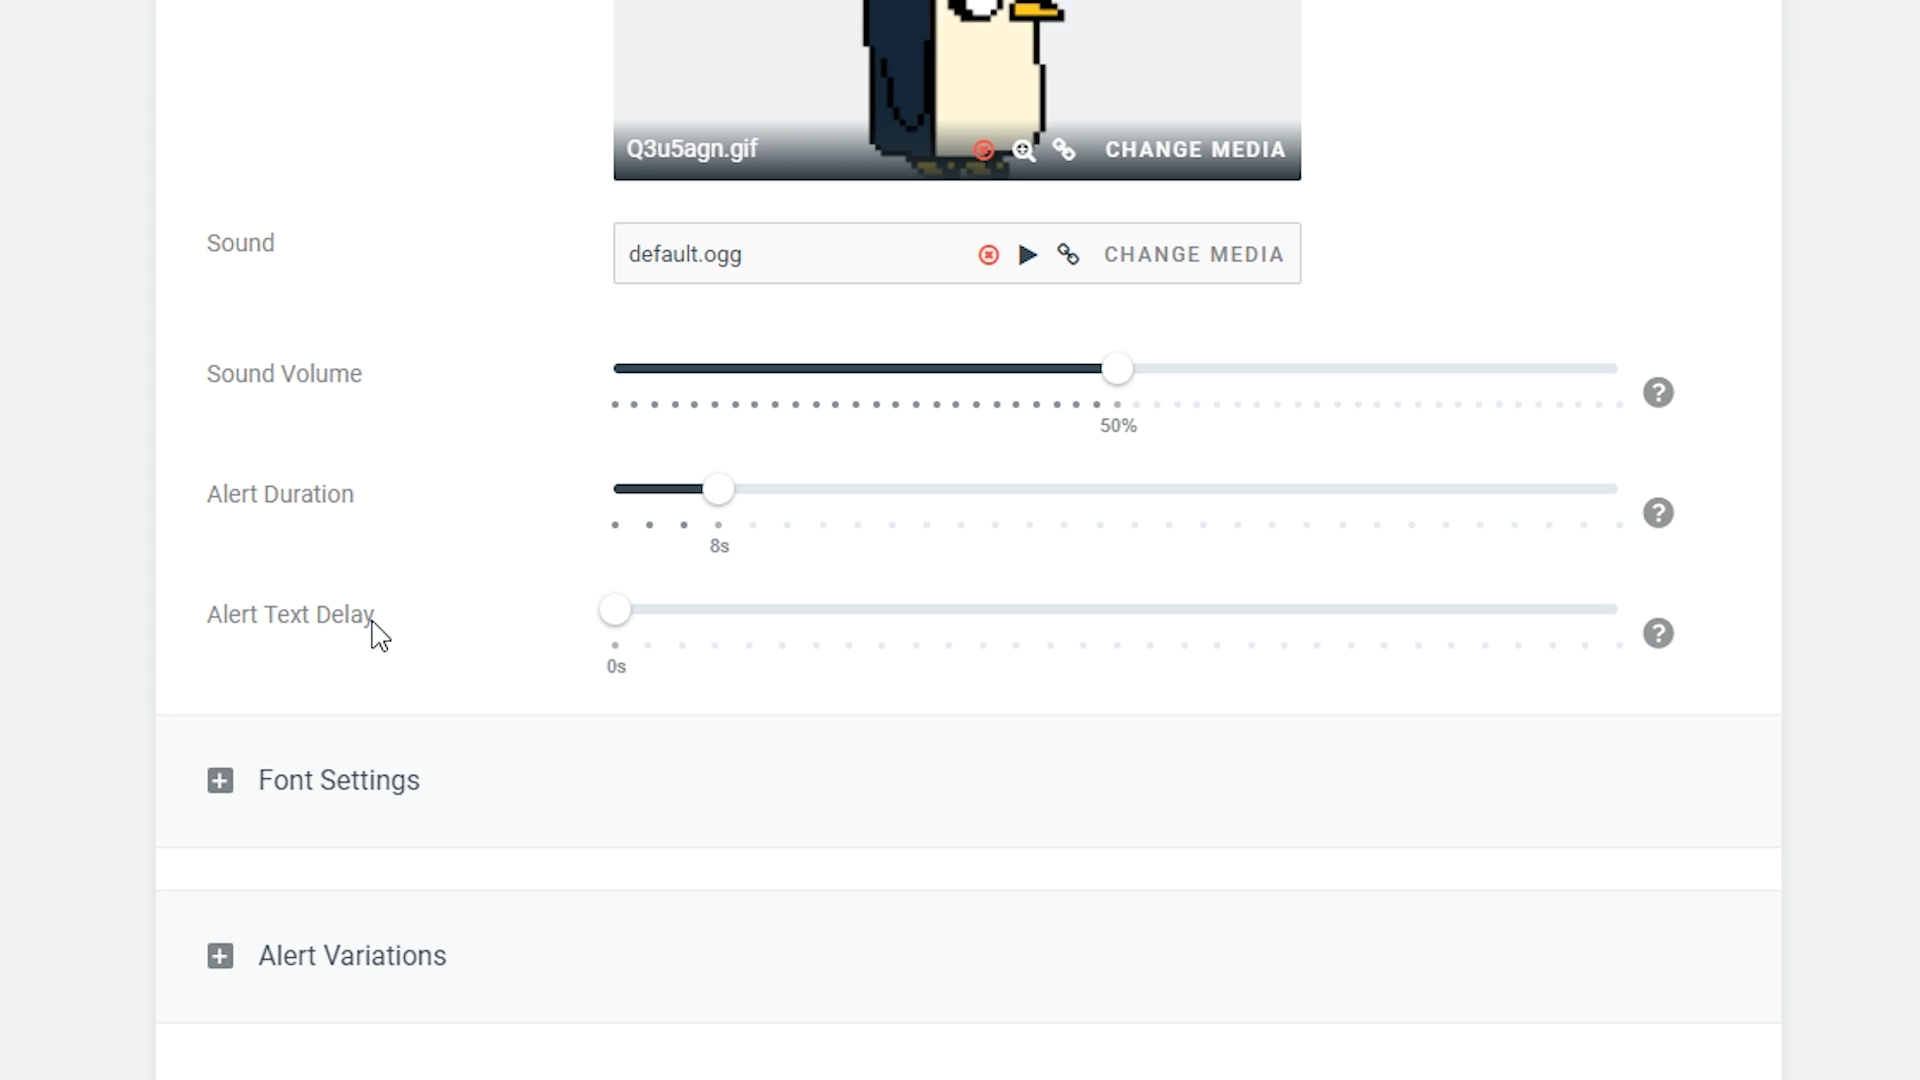 Q3u5agn.gif
CHANGE MEDIA
Sound
default.ogg
CHANGE MEDIA
Sound Volume
50%
Alert Duration
8s
Alert Text Delay
0s
Font Settings
Alert Variations